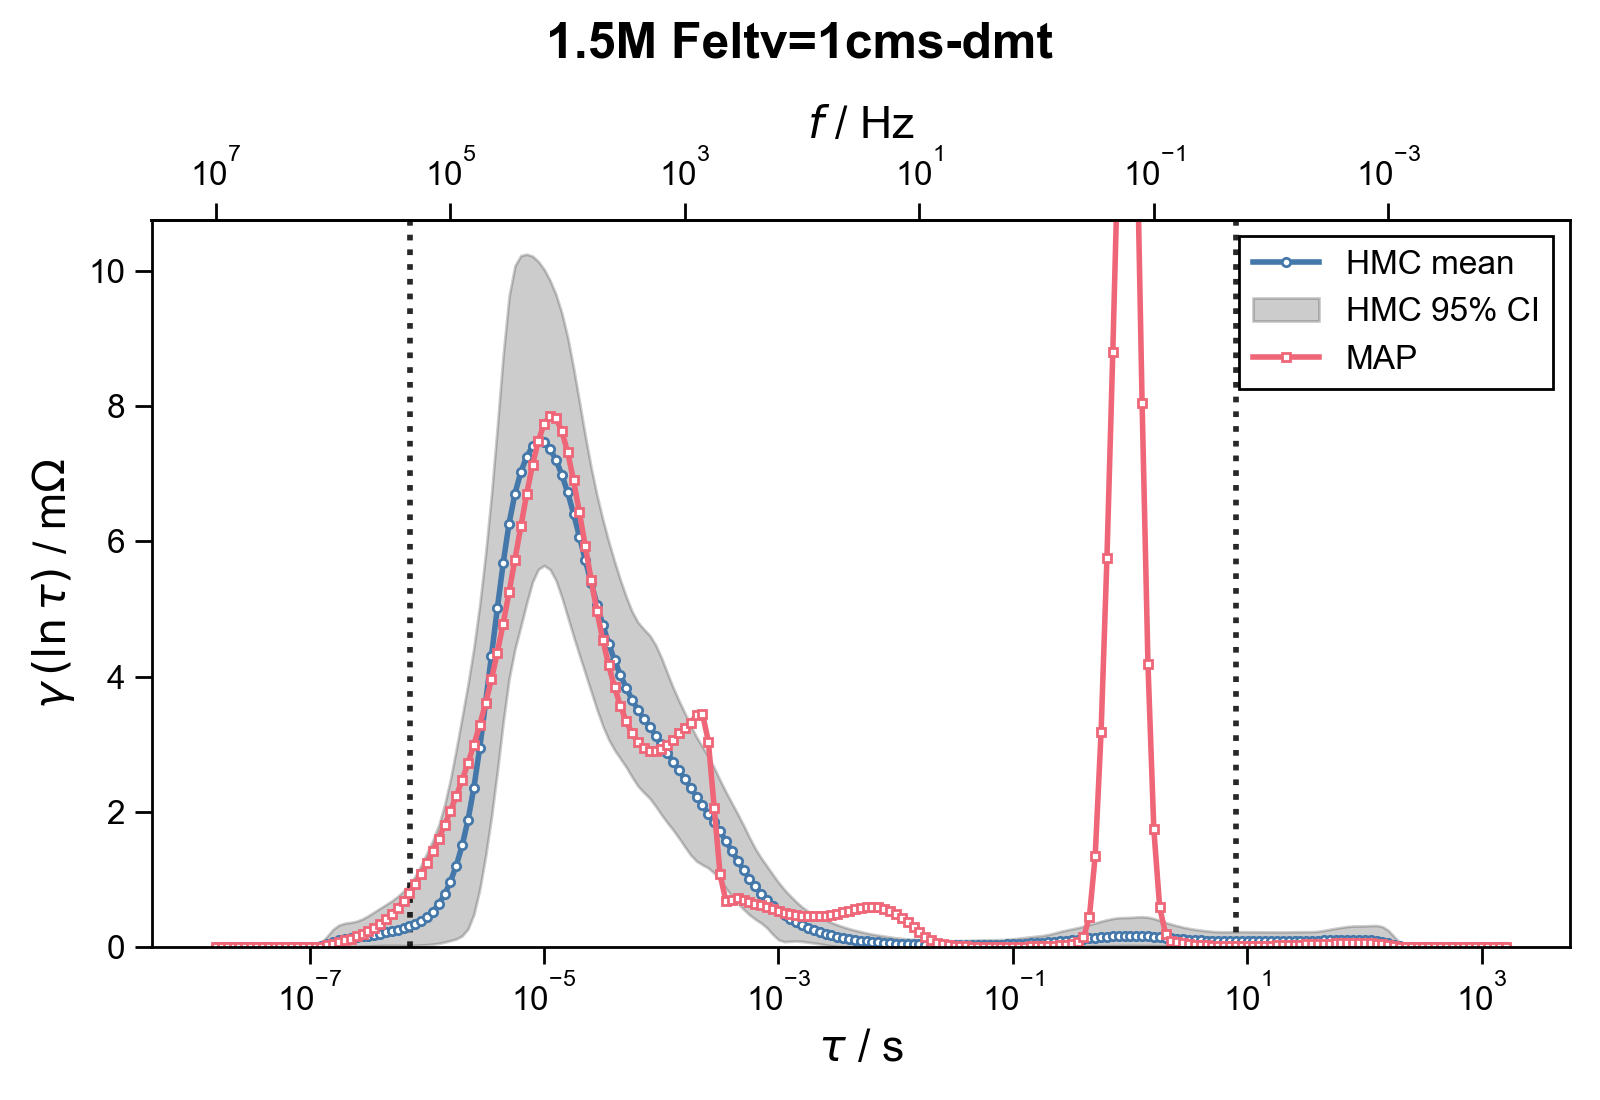 1.5M Feltv=1cms-dmt
f / Hz
10^7 10^5 10^3 10^1 10^−1 10^−3
HMC mean
HMC 95% CI
MAP
γ (ln τ) / mΩ
10
8
6
4
2
0
10^−7 10^−5 10^−3 10^−1 10^1 10^3
τ / s